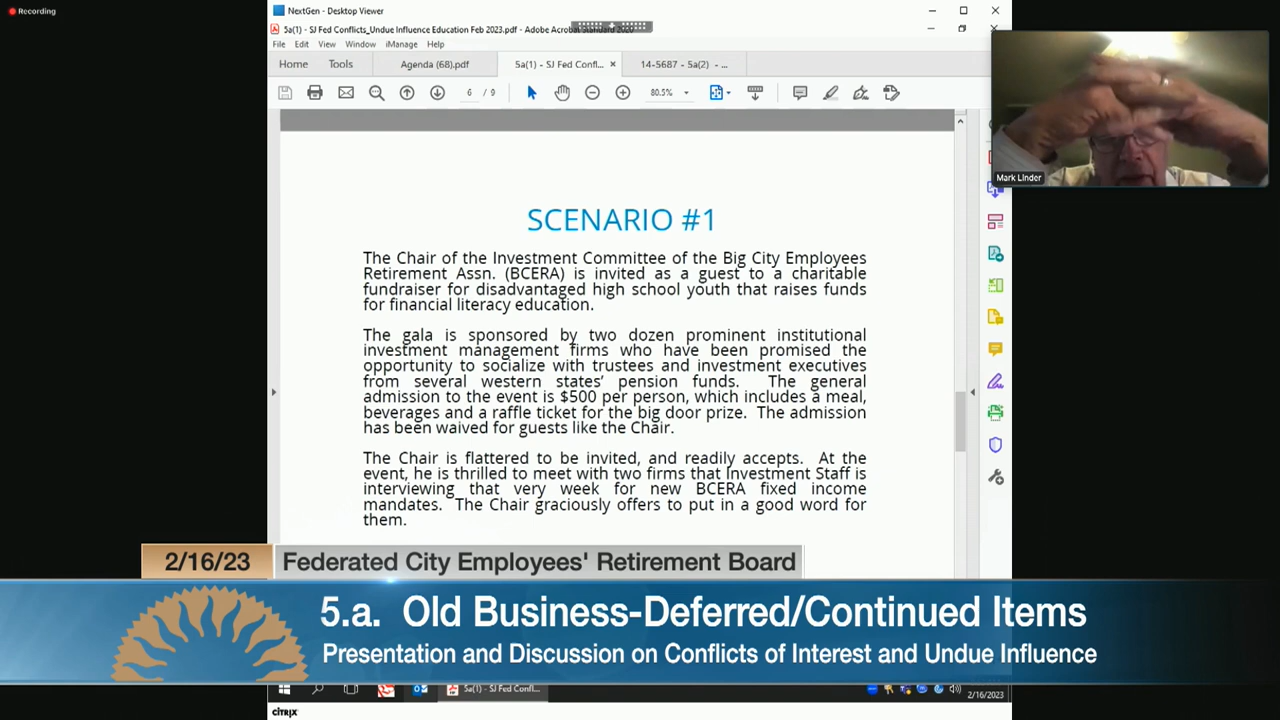 Recording
NextGen - Desktop Viewer
5a(1) - SJ Fed Conflicts_Undue Influence Education Feb 2023.pdf - Adobe Acrobat Standard 2020
File Edit View Window iManage Help
Home Tools Agenda (68).pdf 5a(1) - SJ Fed Confl... × 14-5687 - 5a(2) - ...
6 / 9 80.5%
Mark Linder
SCENARIO #1
The Chair of the Investment Committee of the Big City Employees
Retirement Assn. (BCERA) is invited as a guest to a charitable
fundraiser for disadvantaged high school youth that raises funds
for financial literacy education.
The gala is sponsored by two dozen prominent institutional
investment management firms who have been promised the
opportunity to socialize with trustees and investment executives
from several western states’ pension funds. The general
admission to the event is $500 per person, which includes a meal,
beverages and a raffle ticket for the big door prize. The admission
has been waived for guests like the Chair.
The Chair is flattered to be invited, and readily accepts. At the
event, he is thrilled to meet with two firms that Investment Staff is
interviewing that very week for new BCERA fixed income
mandates. The Chair graciously offers to put in a good word for
them.
2/16/23 Federated City Employees' Retirement Board
5.a. Old Business-Deferred/Continued Items
Presentation and Discussion on Conflicts of Interest and Undue Influence
5a(1) - SJ Fed Confl...
2/16/2023
CITRIX